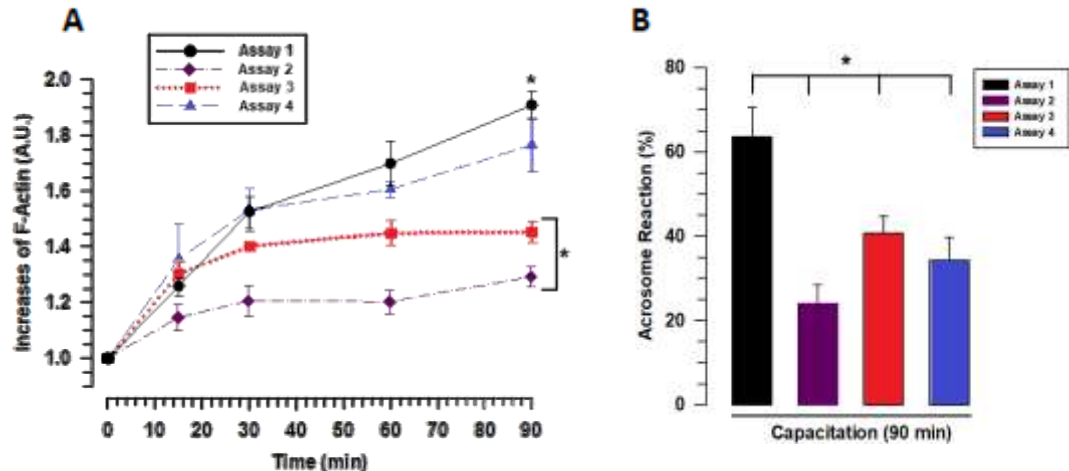 A
Assay 1
Assay 2
Assay 3
Assay 4
Increases of F-Actin (A.U.)
2.0
1.8
1.6
1.4
1.2
1.0
*
*
0 10 20 30 40 50 60 70 80 90
Time (min)
B
Acrosome Reaction (%)
80
60
40
20
0
*
Assay 1
Assay 2
Assay 3
Assay 4
Capacitation (90 min)